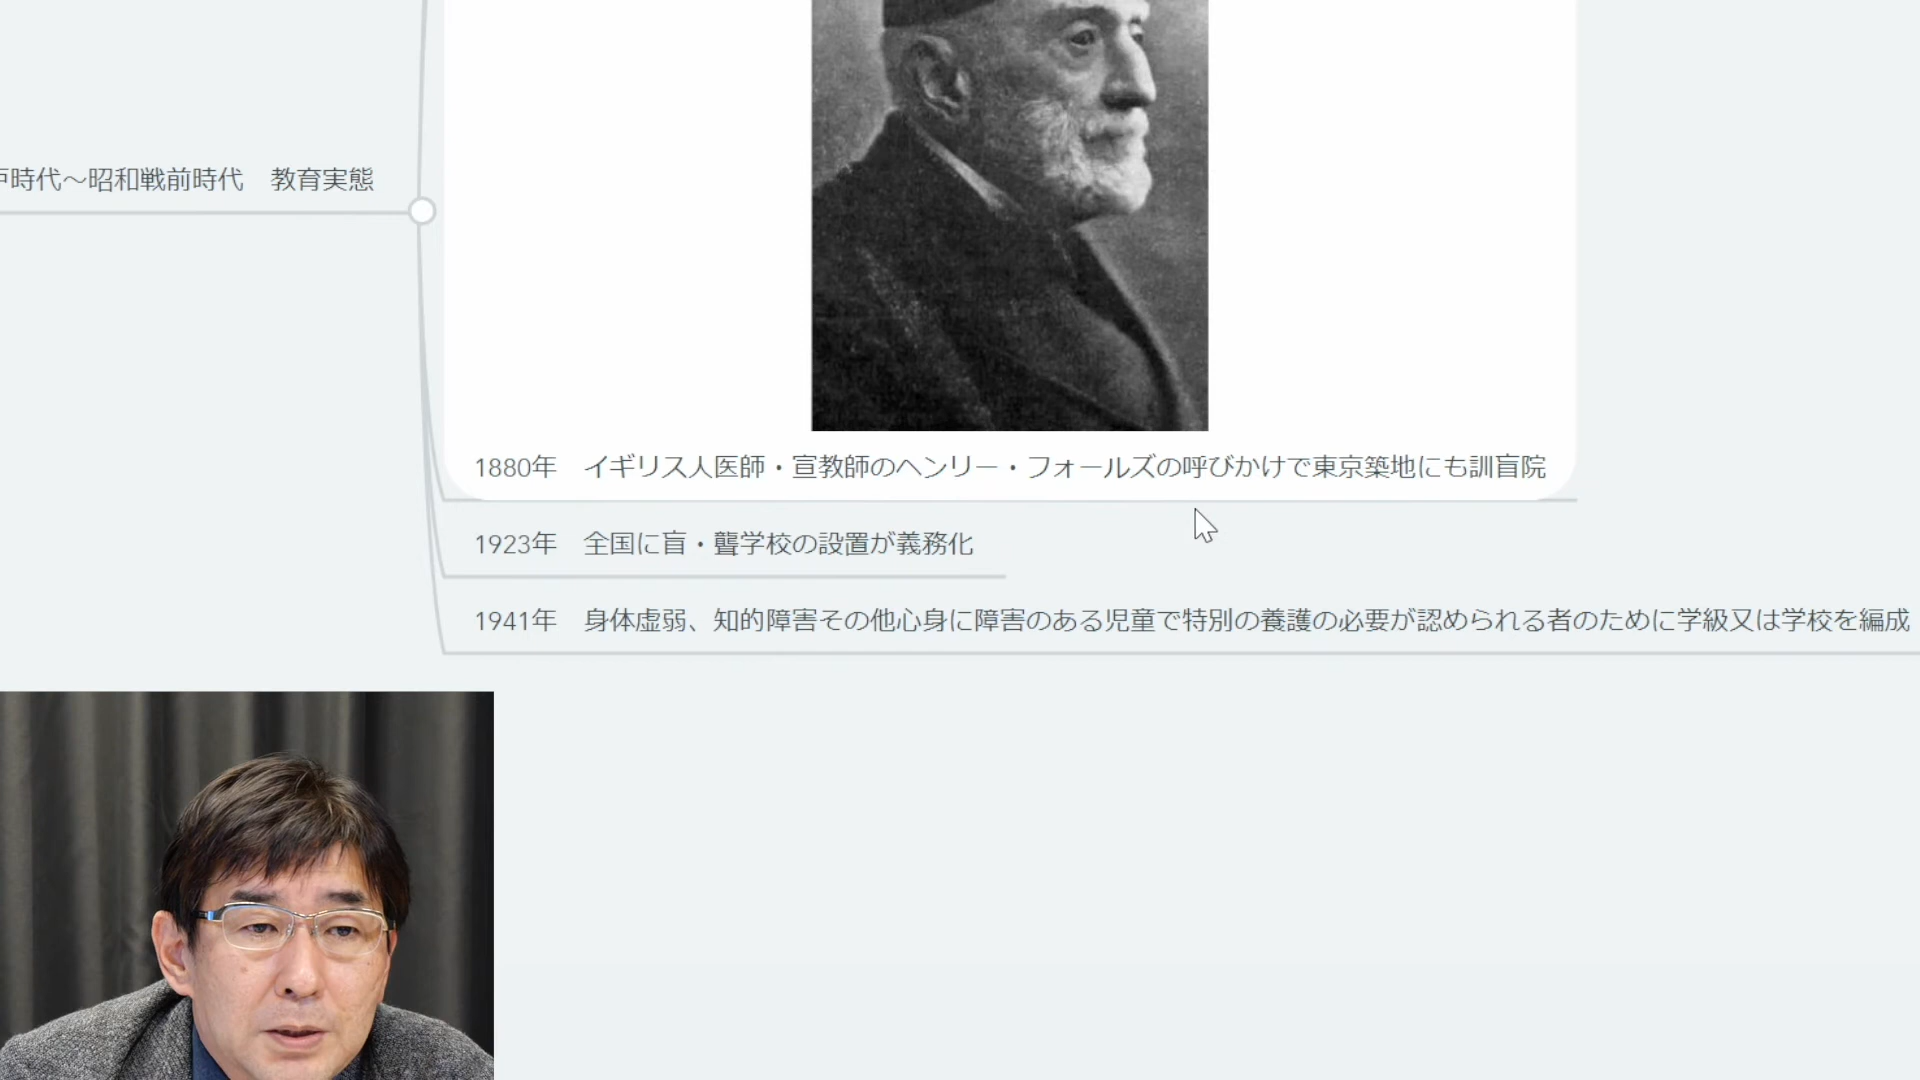 時代～昭和戦前時代　教育実態
1880年　イギリス人医師・宣教師のヘンリー・フォールズの呼びかけで東京築地にも訓盲院
1923年　全国に盲・聾学校の設置が義務化
1941年　身体虚弱、知的障害その他心身に障害のある児童で特別の養護の必要が認められる者のために学級又は学校を編成